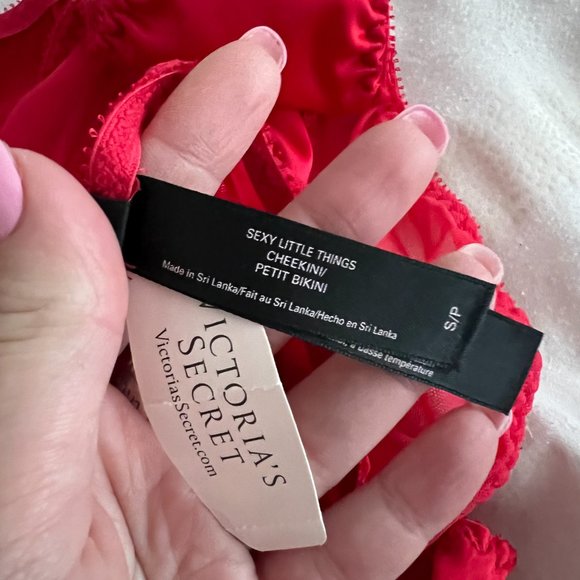 SEXY LITTLE THINGS
CHEEKINI/
PETIT BIKINI
Made in Sri Lanka/Fait au Sri Lanka/Hecho en Sri Lanka
S/P
à basse température
VICTORIA'S
SECRET
VictoriasSecret.com